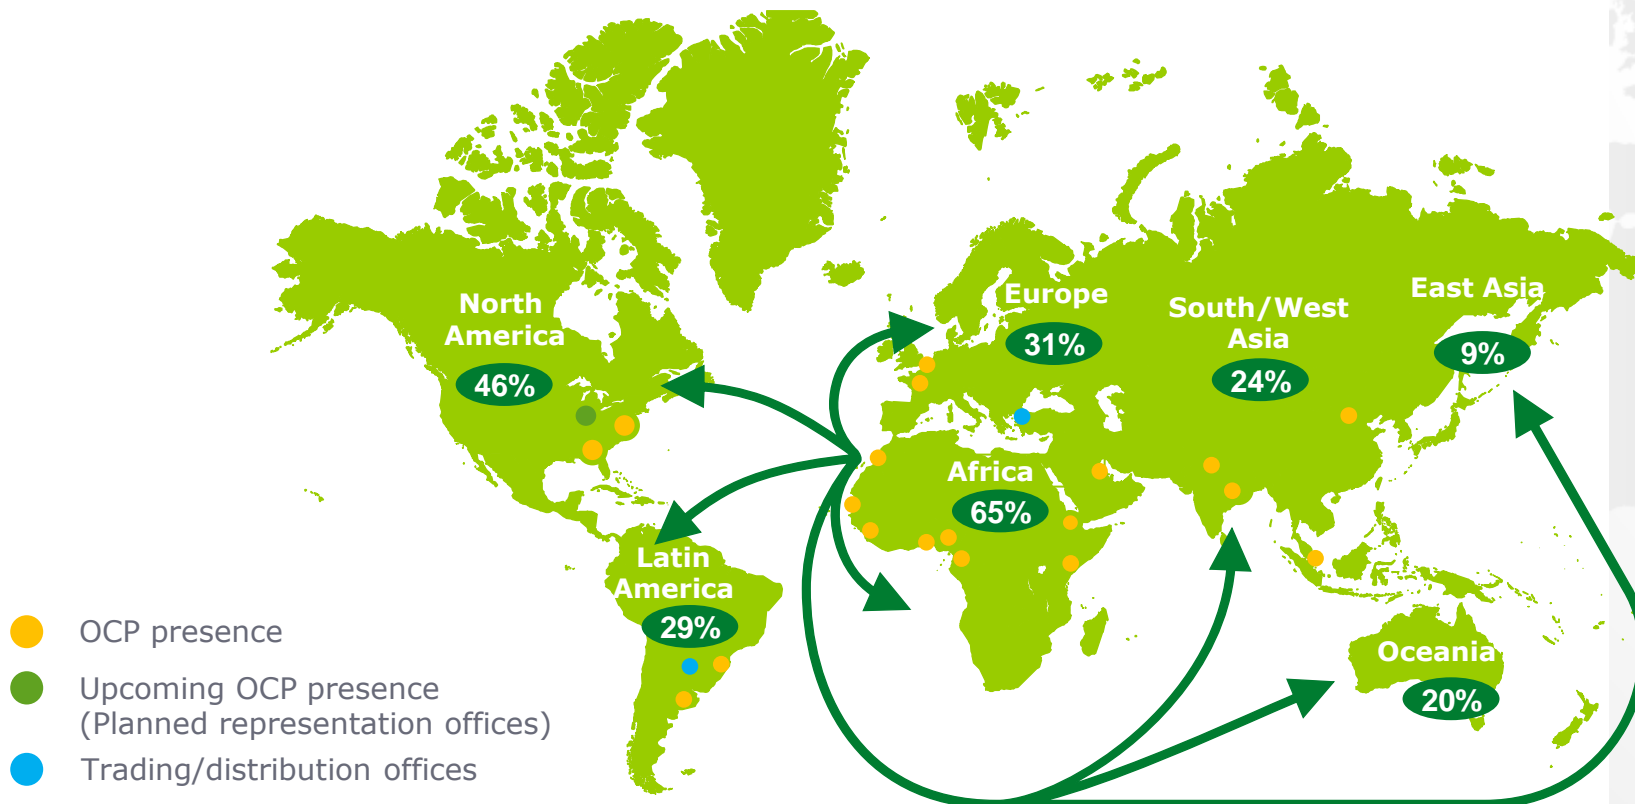 North
America
46%
Europe
31%
South/West
Asia
24%
East Asia
9%
Africa
65%
Latin
America
29%
Oceania
20%
OCP presence
Upcoming OCP presence
(Planned representation offices)
Trading/distribution offices